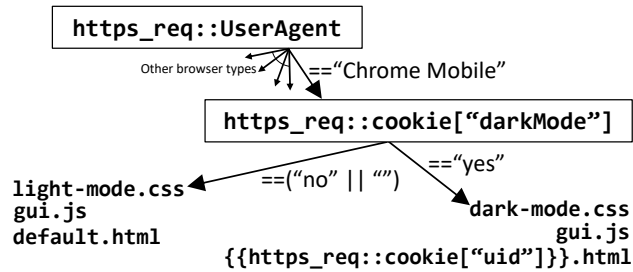 https_req::UserAgent
Other browser types
==“Chrome Mobile”
https_req::cookie[“darkMode”]
==(“no” || “”)
==“yes”
light-mode.css
gui.js
default.html
dark-mode.css
gui.js
{{https_req::cookie[“uid”]}}.html